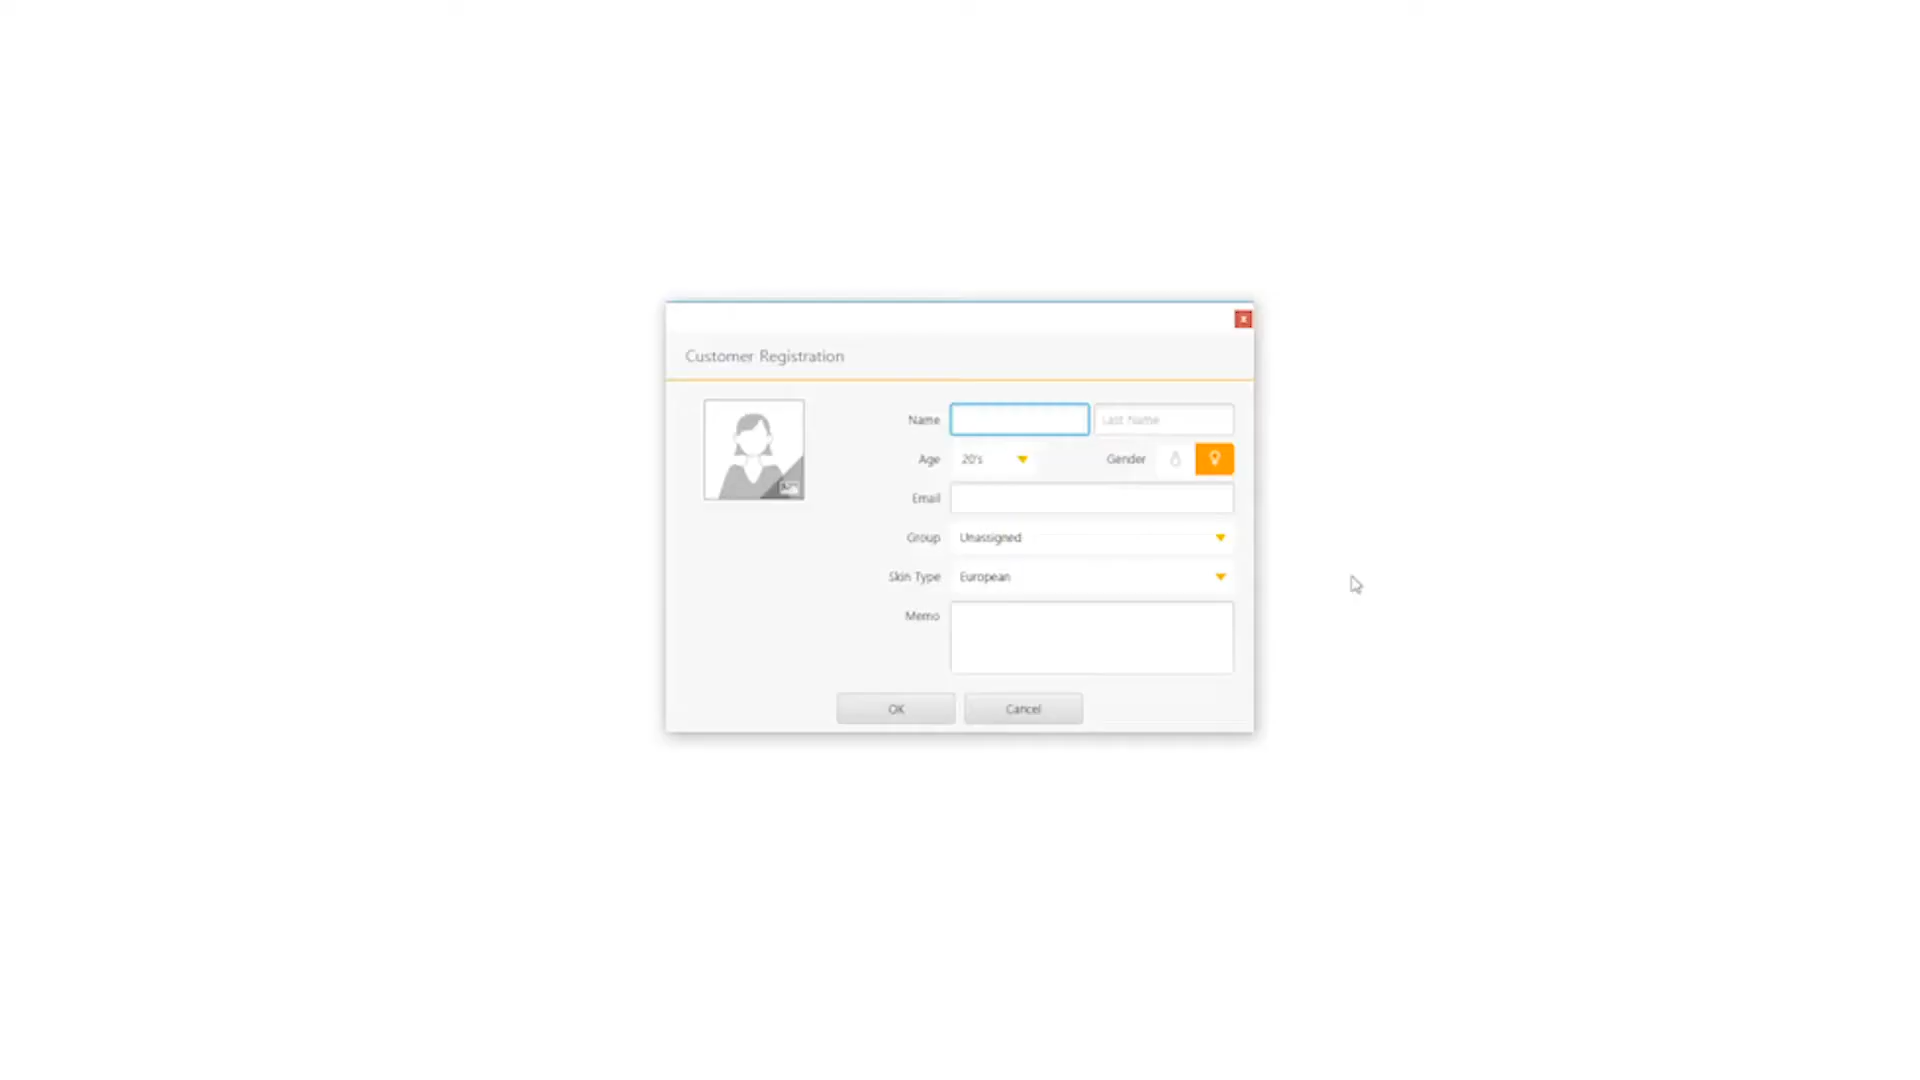 Customer Registration
Name Last Name
Age 20's Gender
Email
Group Unassigned
Skin Type European
Memo
OK Cancel